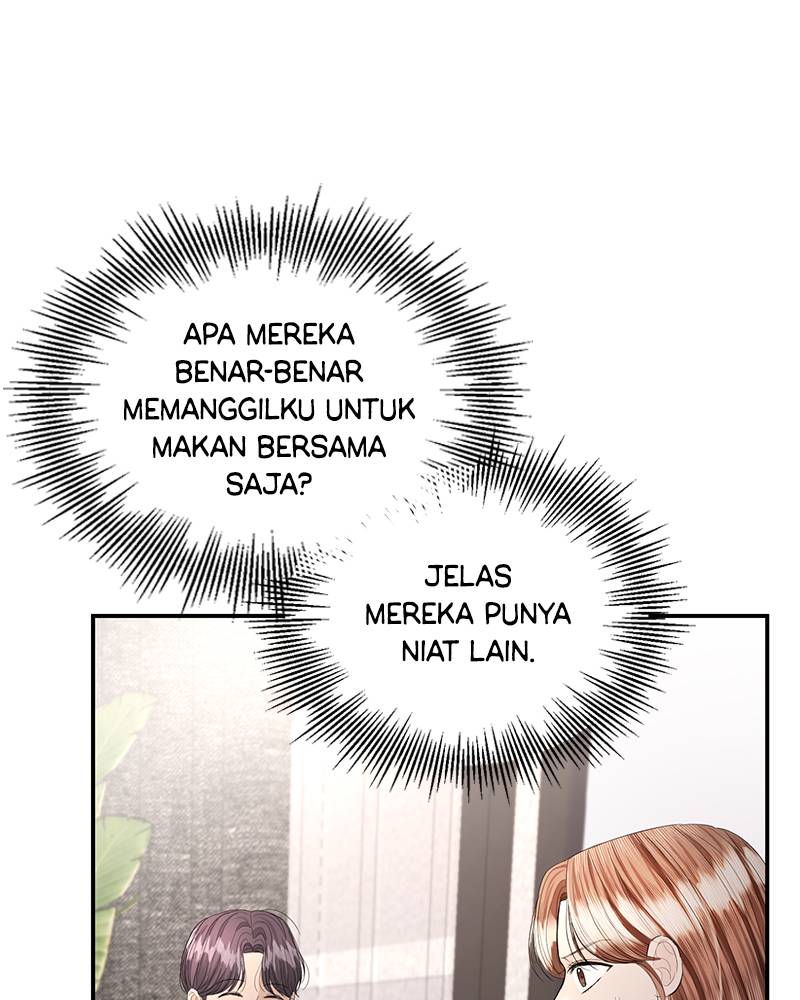 APA MEREKA
BENAR-BENAR
MEMANGGILKU UNTUK
MAKAN BERSAMA
SAJA?
JELAS
MEREKA PUNYA
NIAT LAIN.